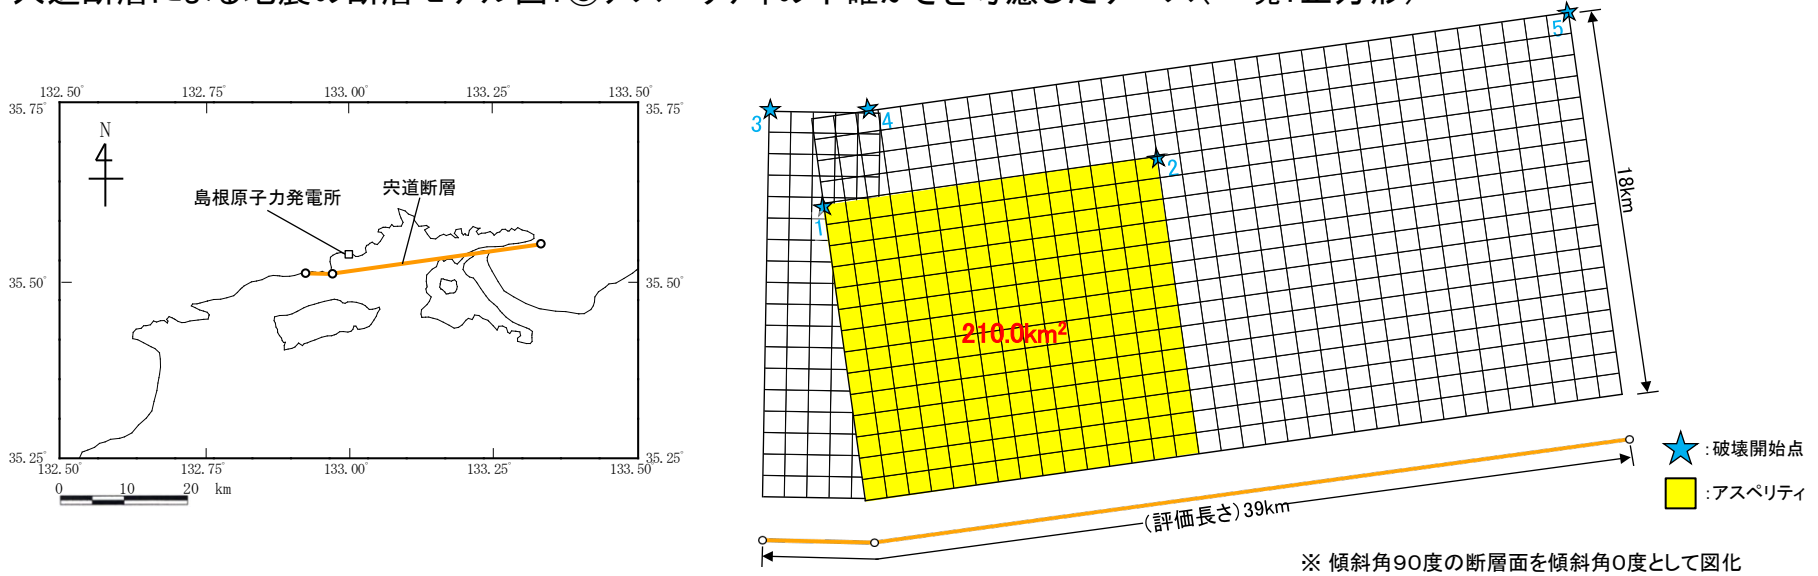 132.50° 132.75° 133.00° 133.25° 133.50°
35.75° 35.75°
N
島根原子力発電所
宍道断層
35.50° 35.50°
35.25° 35.25°
132.50° 132.75° 133.00° 133.25° 133.50°
0 10 20 km
3
4
5
1
2
210.0km²
18km
(評価長さ)39km
:破壊開始点
:アスペリティ
※ 傾斜角90度の断層面を傾斜角0度として図化